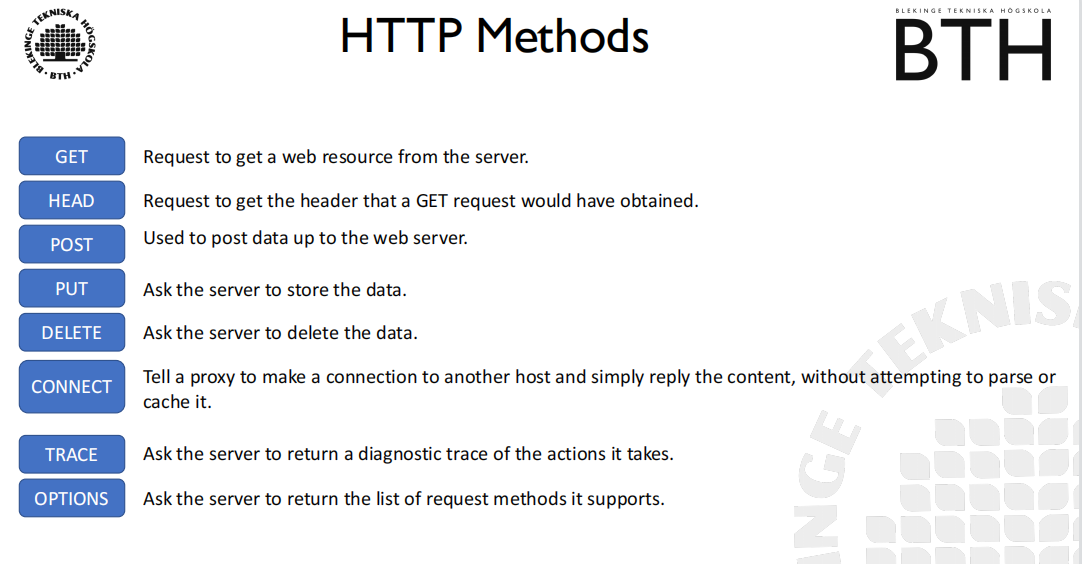 BLEKINGE TEKNISKA HÖGSKOLA
· BTH ·
HTTP Methods
BLEKINGE TEKNISKA HÖGSKOLA
BTH
GET
Request to get a web resource from the server.
HEAD
Request to get the header that a GET request would have obtained.
POST
Used to post data up to the web server.
PUT
Ask the server to store the data.
DELETE
Ask the server to delete the data.
CONNECT
Tell a proxy to make a connection to another host and simply reply the content, without attempting to parse or
cache it.
TRACE
Ask the server to return a diagnostic trace of the actions it takes.
OPTIONS
Ask the server to return the list of request methods it supports.
INGE TEKNIS